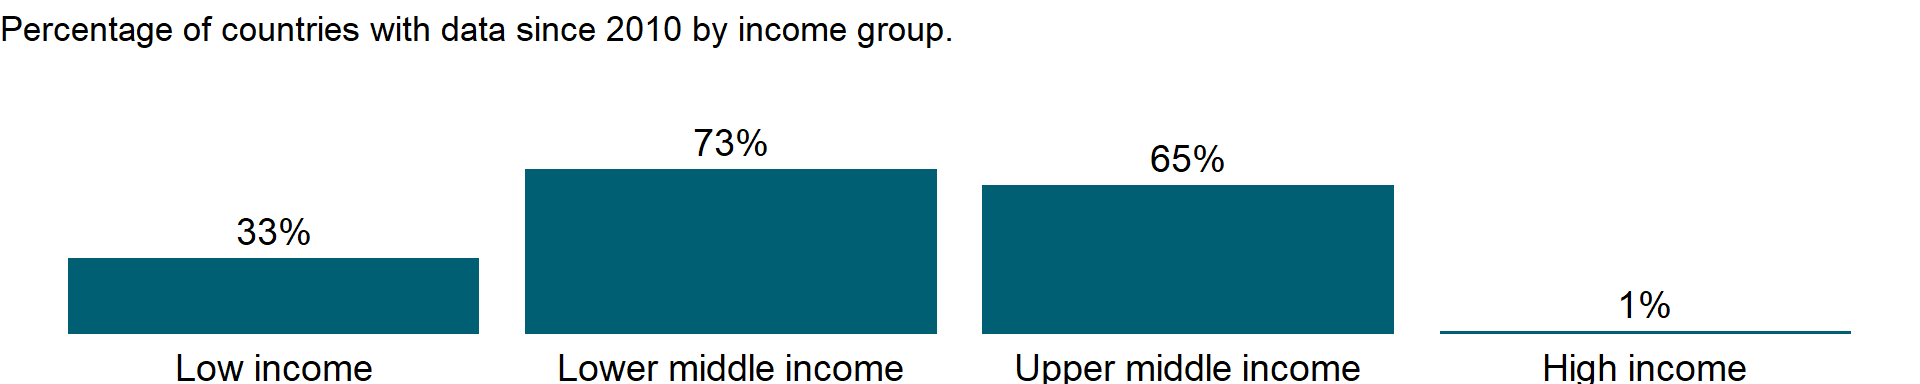 Percentage of countries with data since 2010 by income group.
73%
65%
33%
1%
Low income
Lower middle income
Upper middle income
High income